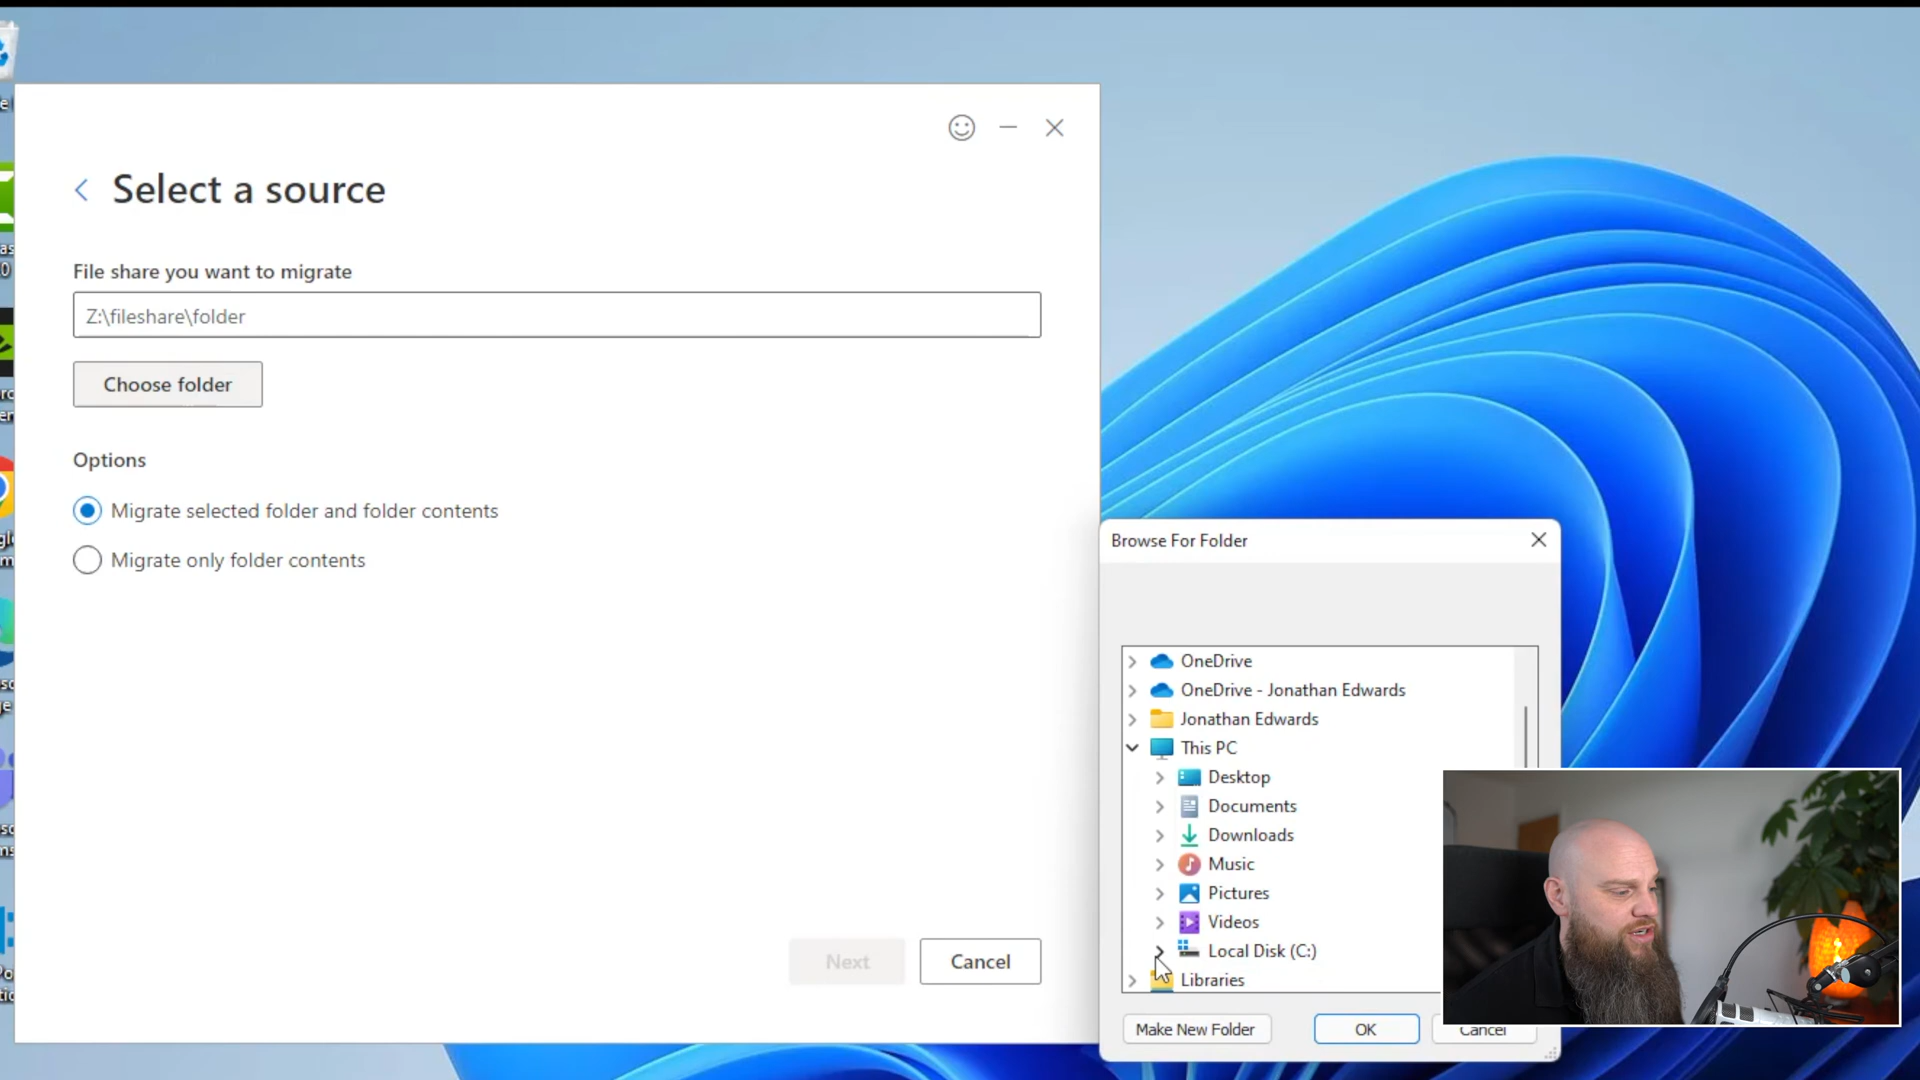 Select a source
File share you want to migrate
Z:\fileshare\folder
Choose folder
Options
Migrate selected folder and folder contents
Migrate only folder contents
Next
Cancel
Browse For Folder
OneDrive
OneDrive - Jonathan Edwards
Jonathan Edwards
This PC
Desktop
Documents
Downloads
Music
Pictures
Videos
Local Disk (C:)
Libraries
Make New Folder
OK
Cancel